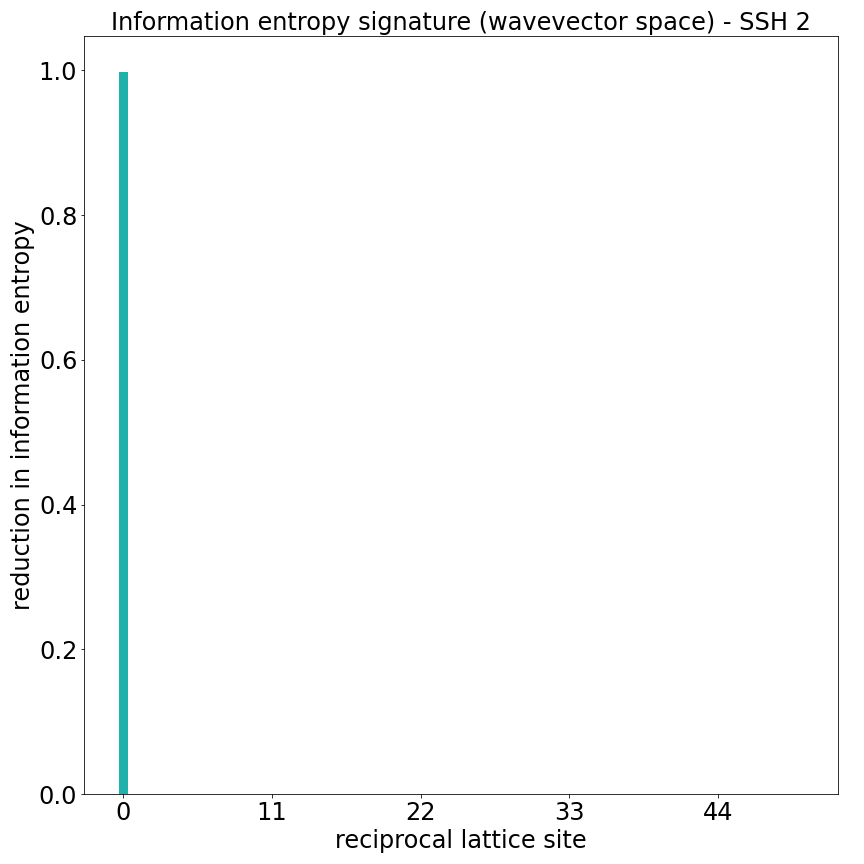 Information entropy signature (wavevector space) - SSH 2
reduction in information entropy
1.0
0.8
0.6
0.4
0.2
0.0
0 11 22 33 44
reciprocal lattice site